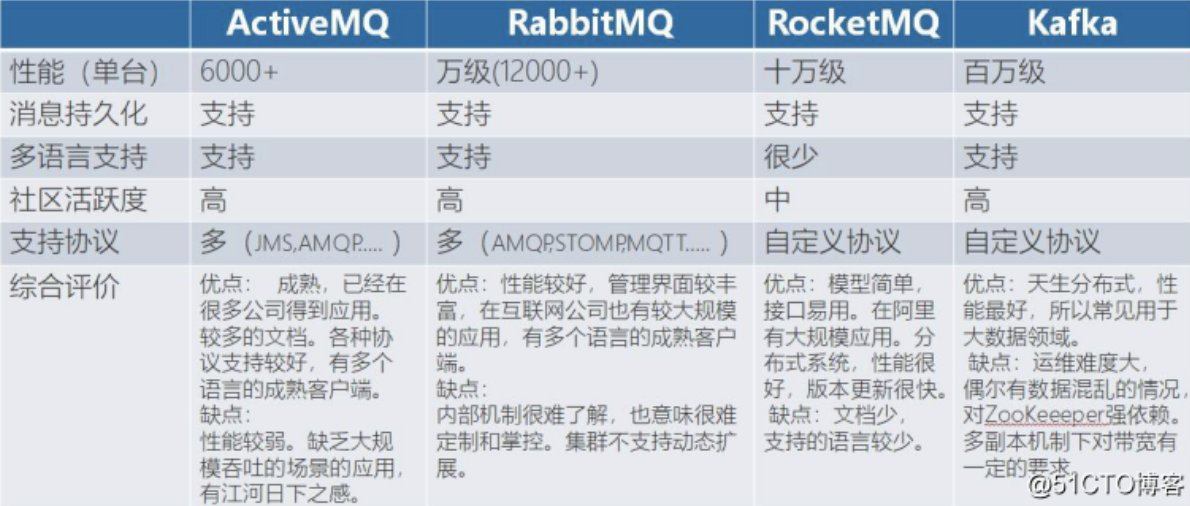 ActiveMQ RabbitMQ RocketMQ Kafka
性能（单台） 6000+ 万级(12000+) 十万级 百万级
消息持久化 支持 支持 支持 支持
多语言支持 支持 支持 很少 支持
社区活跃度 高 高 中 高
支持协议 多（JMS,AMQP..... ） 多（AMQP,STOMP,MQTT..... ） 自定义协议 自定义协议
综合评价
优点： 成熟，已经在
很多公司得到应用。
较多的文档。各种协
议支持较好，有多个
语言的成熟客户端。
缺点：
性能较弱。缺乏大规
模吞吐的场景的应用，
有江河日下之感。
优点：性能较好，管理界面较丰
富，在互联网公司也有较大规模
的应用，有多个语言的成熟客户
端。
缺点：
内部机制很难了解，也意味很难
定制和掌控。集群不支持动态扩
展。
优点：模型简单，
接口易用。在阿里
有大规模应用。分
布式系统，性能很
好，版本更新很快。
缺点：文档少，
支持的语言较少。
优点：天生分布式，性
能最好，所以常见用于
大数据领域。
缺点：运维难度大，
偶尔有数据混乱的情况，
对ZooKeeeper强依赖。
多副本机制下对带宽有
一定的要求。
@51CTO博客